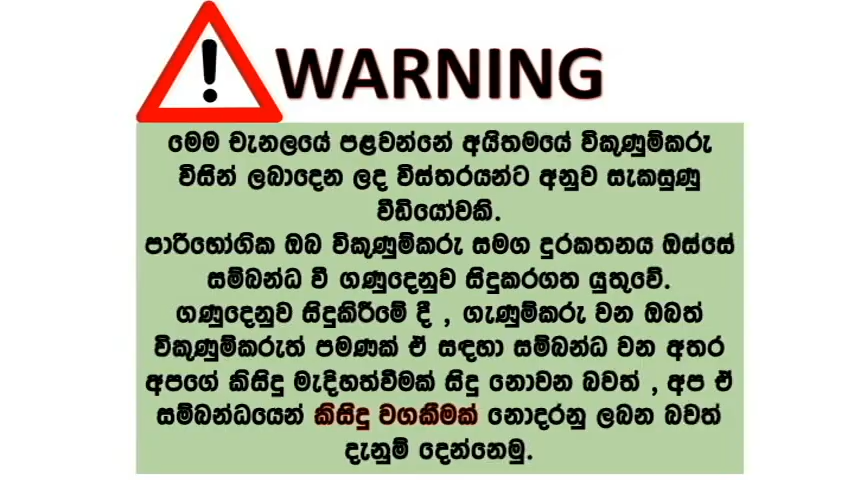 WARNING
මෙම චැනලයේ පළවන්නේ අයිතමයේ විකුණුම්කරු
විසින් ලබාදෙන ලද විස්තරයන්ට අනුව සැකසුණු
වීඩියෝවකි.
පාරිභෝගික ඔබ විකුණුම්කරු සමග දුරකතනය ඔස්සේ
සම්බන්ධ වී ගණුදෙනුව සිදුකරගත යුතුවේ.
ගණුදෙනුව සිදුකිරීමේ දී , ගැණුම්කරු වන ඔබත්
විකුණුම්කරුත් පමණක් ඒ සඳහා සම්බන්ධ වන අතර
අපගේ කිසිදු මැදිහත්වීමක් සිදු නොවන බවත් , අප ඒ
සම්බන්ධයෙන් කිසිදු වගකීමක් නොදරනු ලබන බවත්
දැනුම් දෙන්නෙමු.